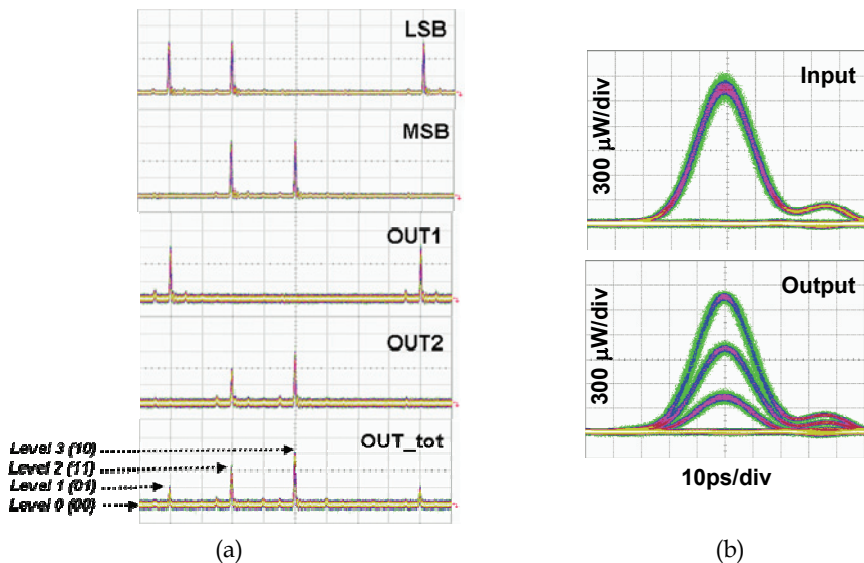 LSB
MSB
OUT1
OUT2
OUT_tot
Level 3 (10)
Level 2 (11)
Level 1 (01)
Level 0 (00)
(a)
Input
300 μW/div
Output
300 μW/div
10ps/div
(b)